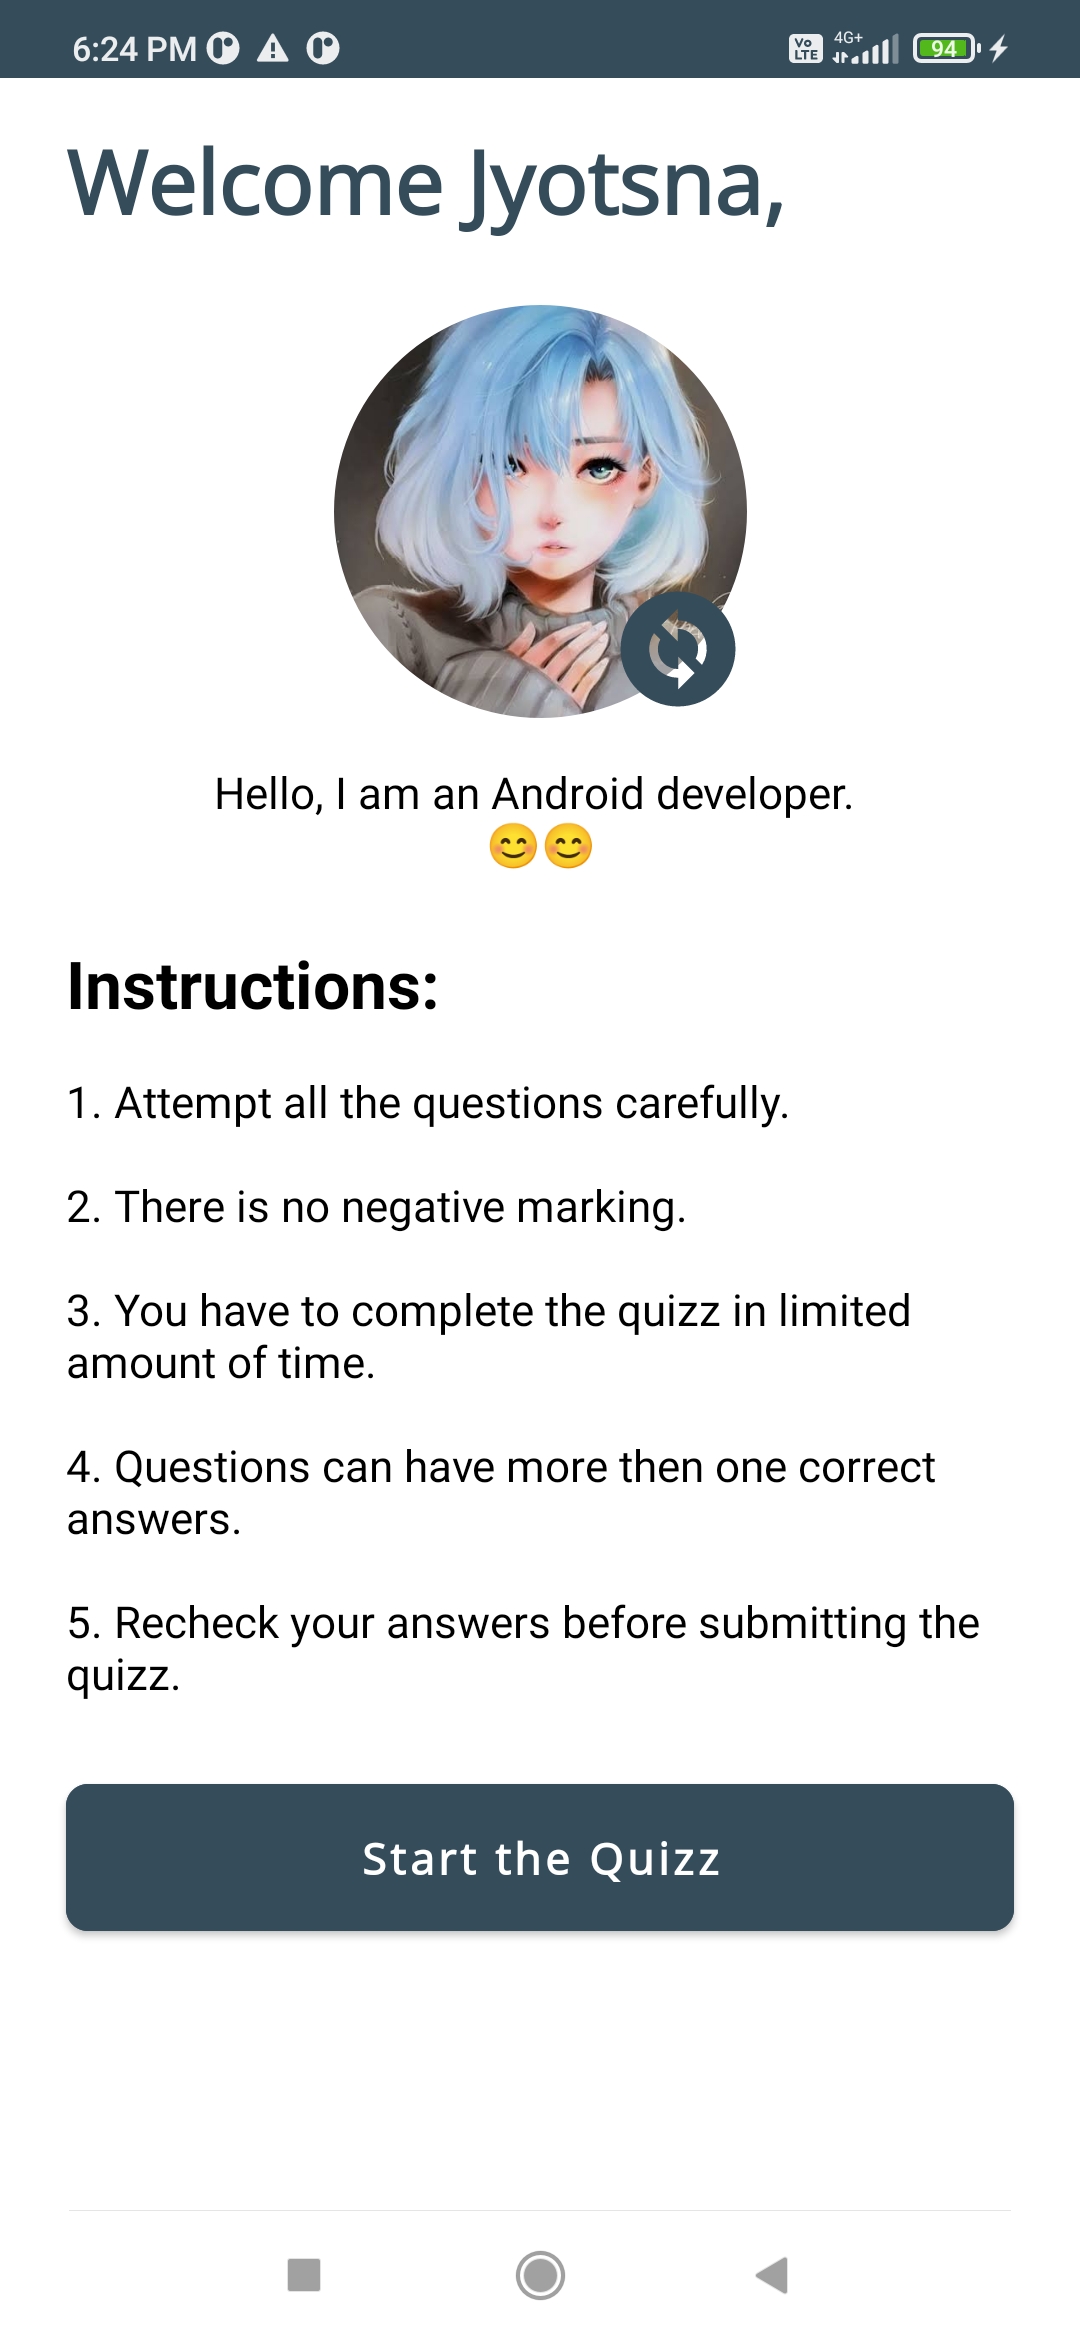 6:24 PM
Vo LTE
4G+
94
Welcome Jyotsna,
Hello, I am an Android developer.
😊😊
Instructions:
1. Attempt all the questions carefully.
2. There is no negative marking.
3. You have to complete the quizz in limited
amount of time.
4. Questions can have more then one correct
answers.
5. Recheck your answers before submitting the
quizz.
Start the Quizz